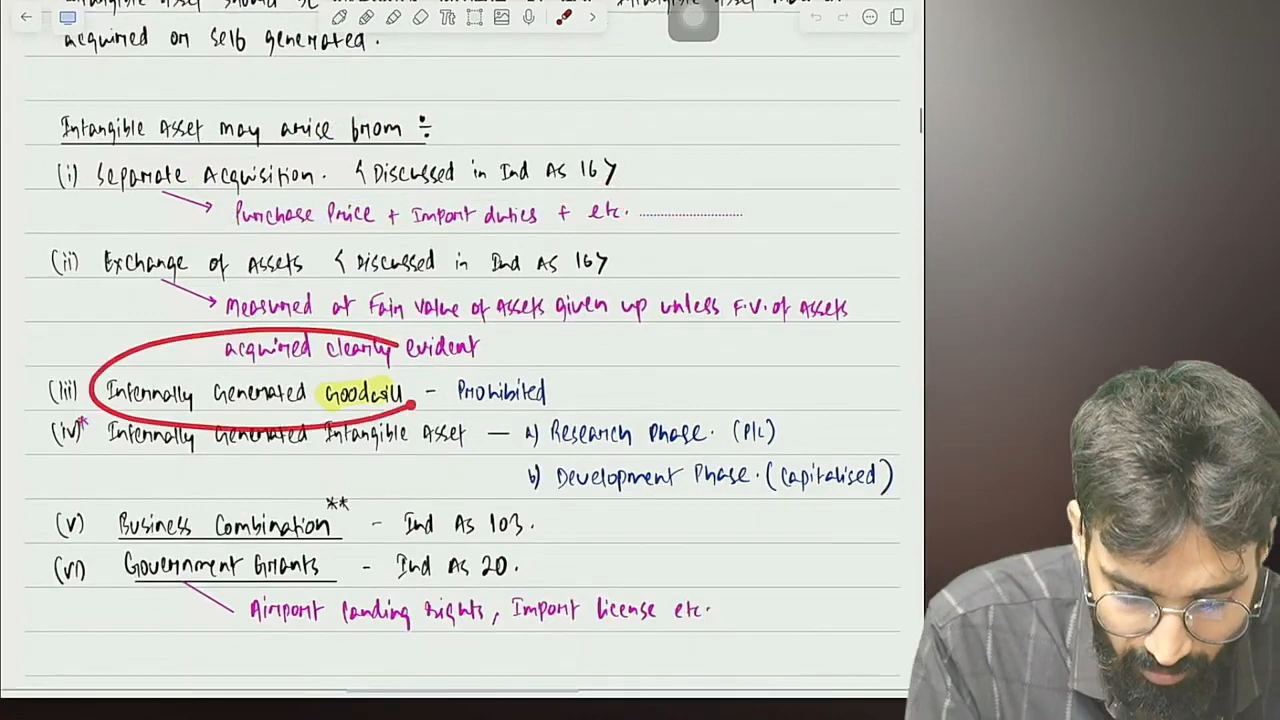 acquired or self generated.
Intangible Asset may arise from ÷
(i) Separate Acquisition. {Discussed in Ind AS 16}
Purchase Price + Import duties + etc. ..........................
(ii) Exchange of Assets {Discussed in Ind AS 16}
Measured at Fair Value of Assets given up unless F.V. of Assets
acquired clearly evident
(iii) Internally Generated Goodwill - Prohibited
(iv)* Internally Generated Intangible Asset — a) Research Phase. (P/L)
b) Development Phase. (Capitalised)
(v) Business Combination** - Ind AS 103.
(vi) Government Grants - Ind AS 20.
Airport landing rights, Import license etc.